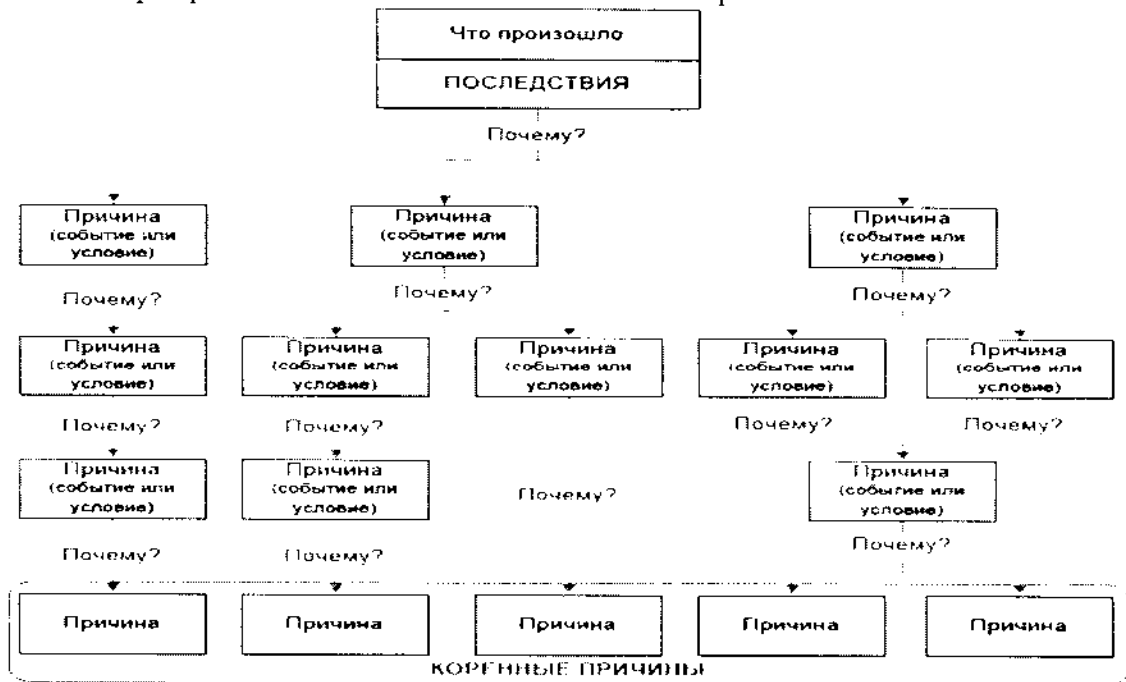 Что произошло
ПОСЛЕДСТВИЯ
Почему?
Причина
(событие или
условие)
Причина
(событие или
условие)
Причина
(событие или
условие)
Почему?
Почему?
Почему?
Причина
(событие или
условие)
Причина
(событие или
условие)
Причина
(событие или
условие)
Причина
(событие или
условие)
Причина
(событие или
условие)
Почему?
Почему?
Почему?
Почему?
Причина
(событие или
условие)
Причина
(событие или
условие)
Почему?
Причина
(событие или
условие)
Почему?
Почему?
Почему?
Причина
Причина
Причина
Причина
Причина
КОРЕННЫЕ ПРИЧИНЫ